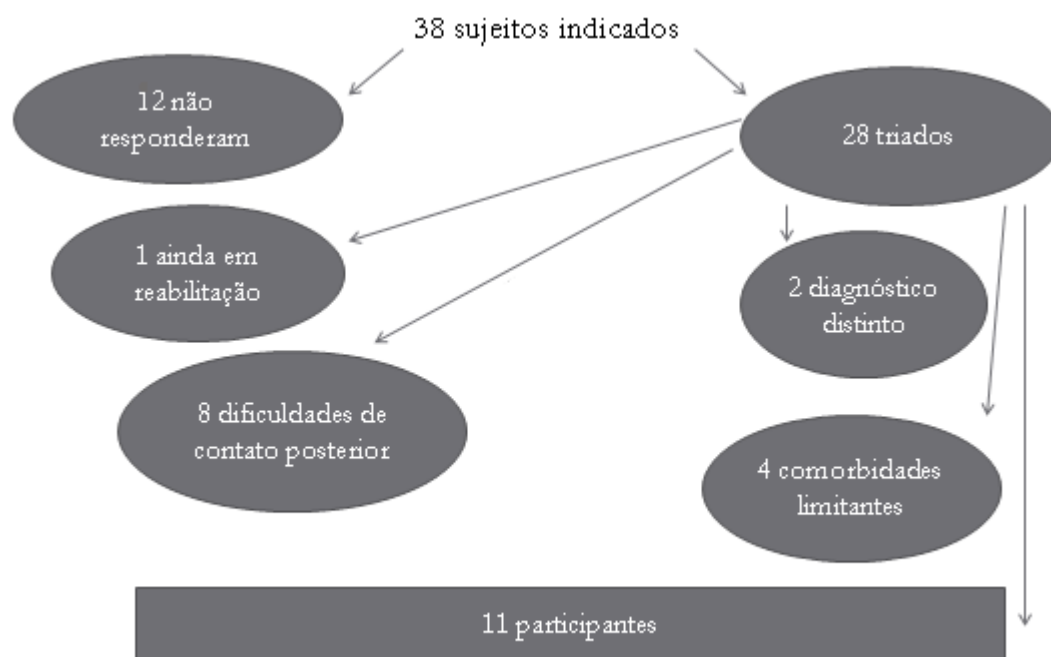 38 sujeitos indicados
12 não
responderam
28 triados
1 ainda em
reabilitação
2 diagnóstico
distinto
8 dificuldades de
contato posterior
4 comorbidades
limitantes
11 participantes